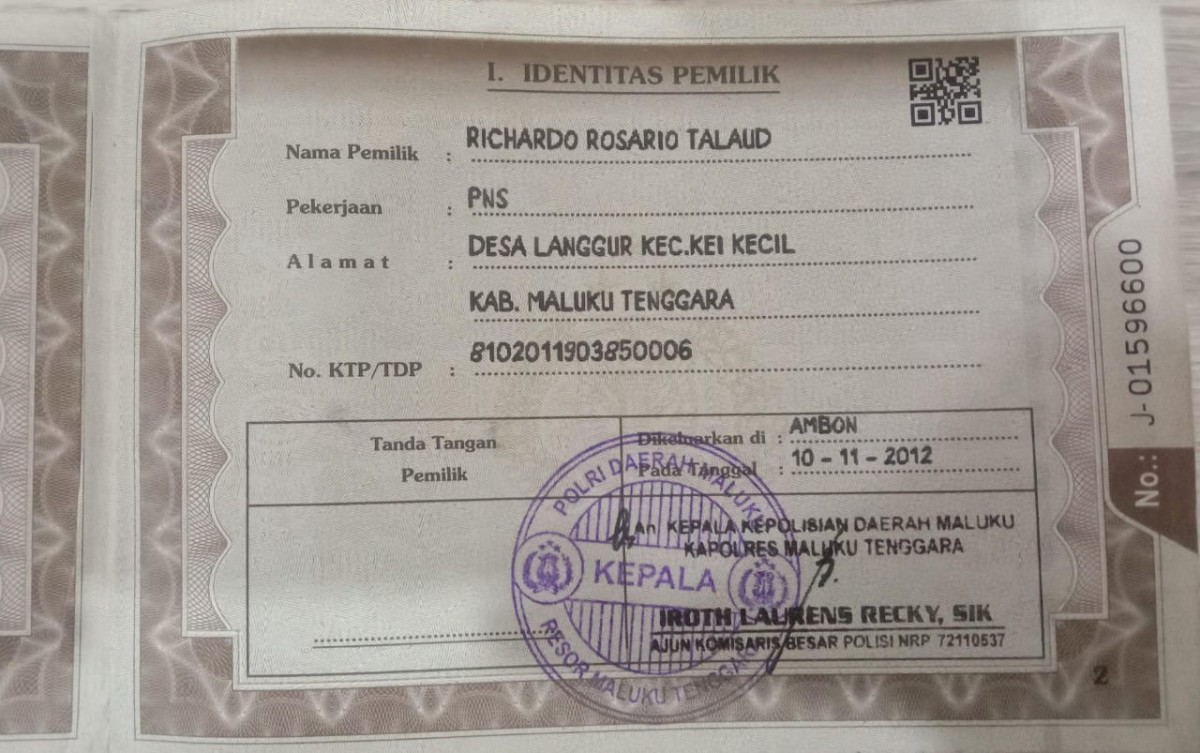 I. IDENTITAS PEMILIK
Nama Pemilik : RICHARDO ROSARIO TALAUD
Pekerjaan : PNS
Alamat : DESA LANGGUR KEC.KEI KECIL
KAB. MALUKU TENGGARA
No. KTP/TDP : 8102011903850006
Tanda Tangan
Pemilik
Dikeluarkan di : AMBON
Pada Tanggal : 10 - 11 - 2012
An. KEPALA KEPOLISIAN DAERAH MALUKU
KAPOLRES MALUKU TENGGARA
IROTH LAURENS RECKY, SIK
AJUN KOMISARIS BESAR POLISI NRP 72110537
POLRI DAERAH MALUKU
KEPALA
RESOR MALUKU TENGGARA
No.: J-01596600
2